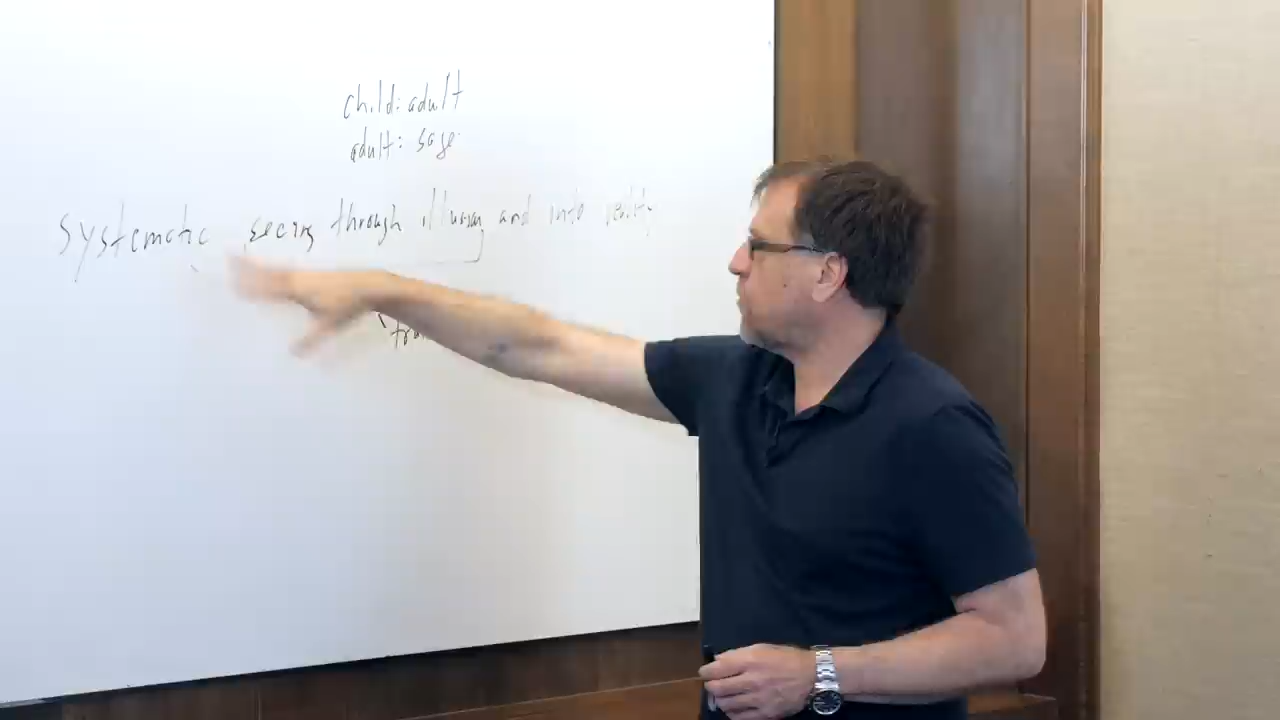 child: adult
adult: sage
systematic seeing through illusion and into reality